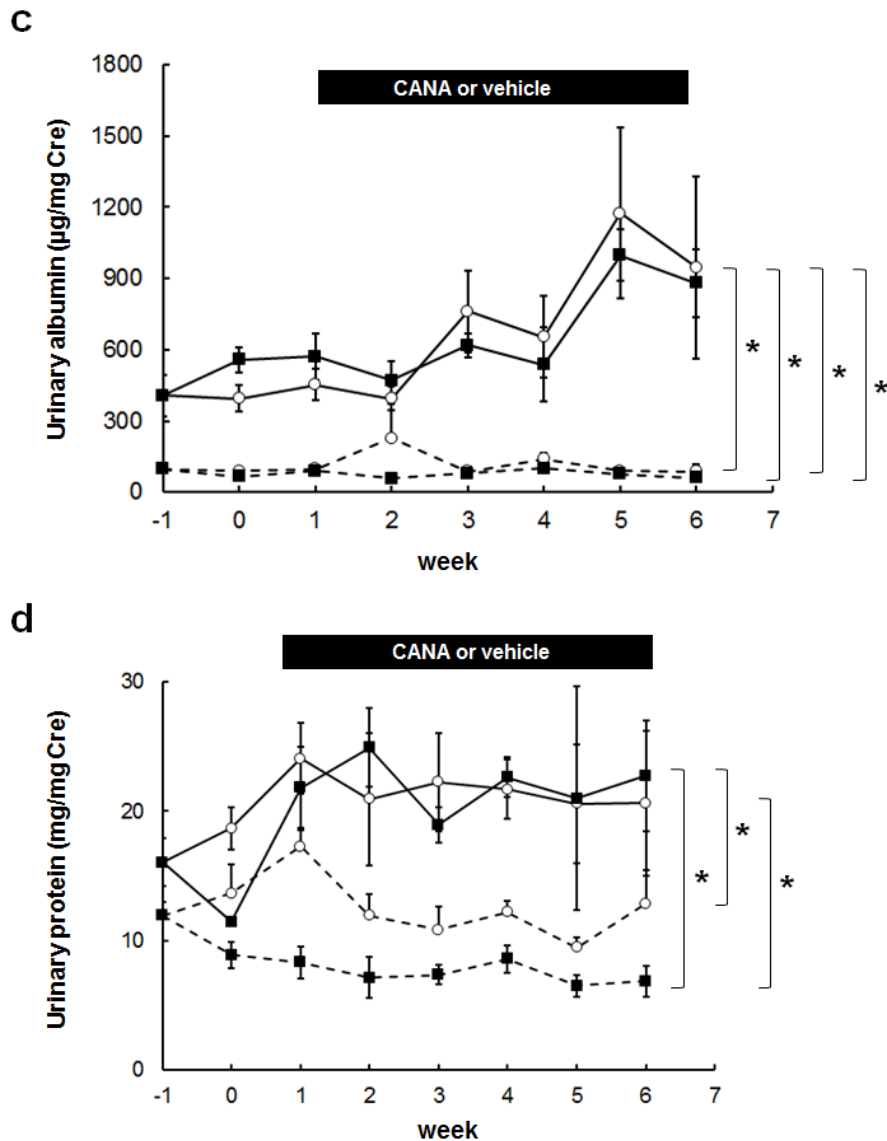 c
CANA or vehicle
Urinary albumin (µg/mg Cre)
1800
1500
1200
900
600
300
0
-1 0 1 2 3 4 5 6 7
week
* * * *
d
CANA or vehicle
Urinary protein (mg/mg Cre)
30
20
10
0
-1 0 1 2 3 4 5 6 7
week
* * *